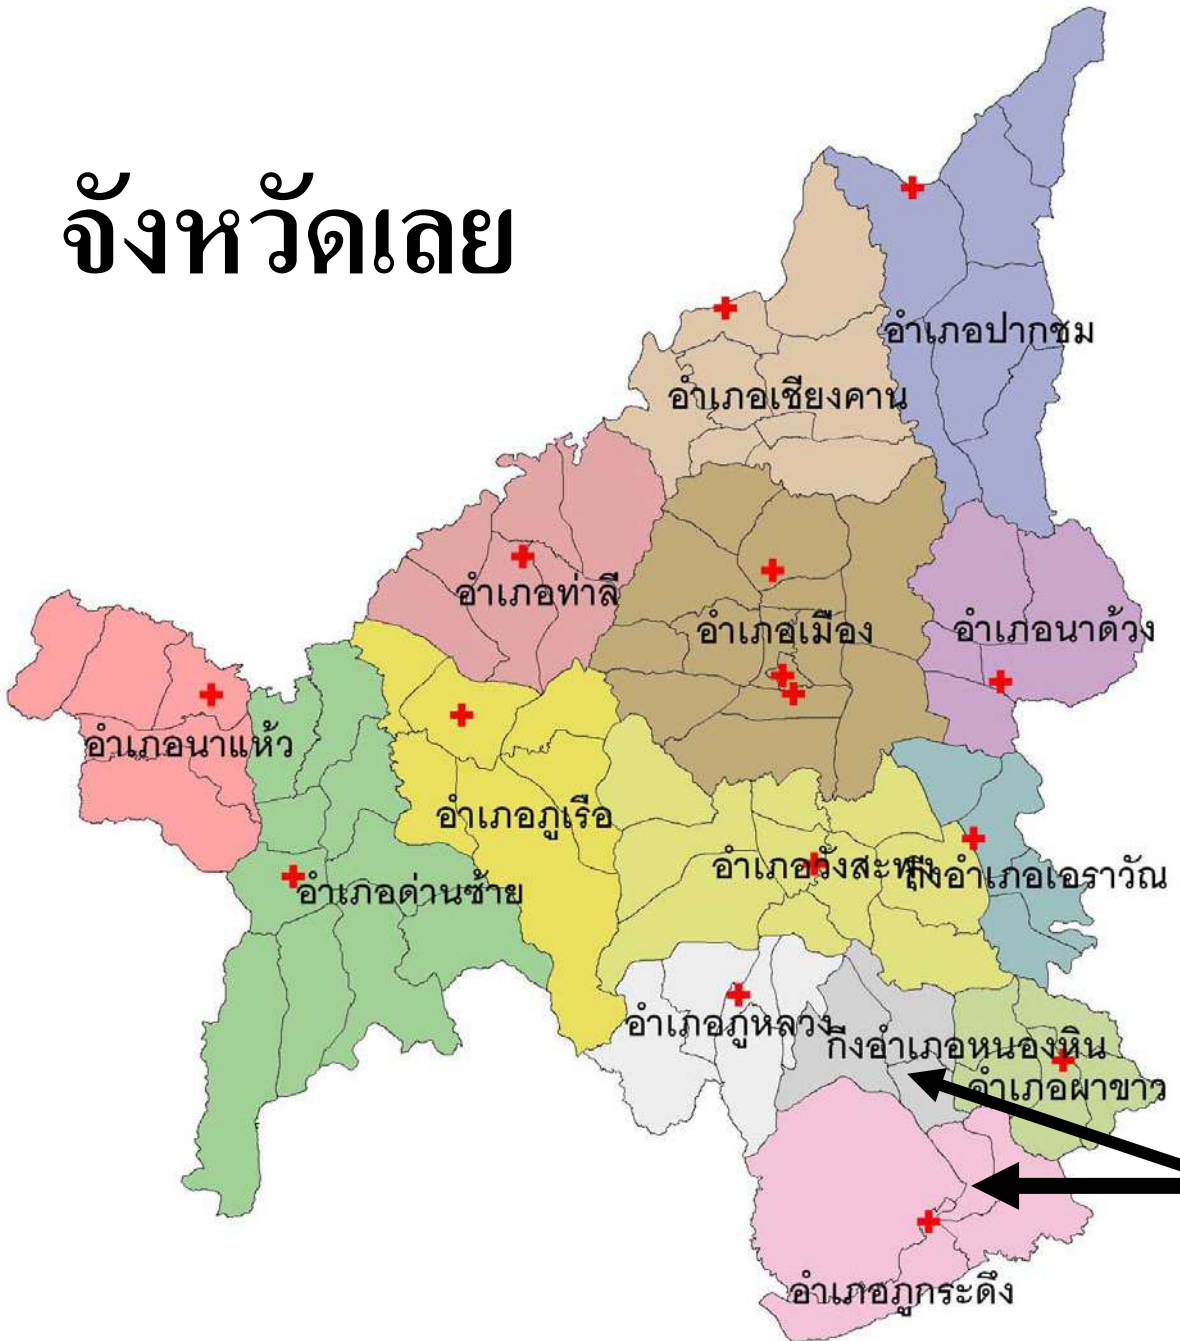 จังหวัดเลย
อำเภอปากชม
อำเภอเชียงคาน
อำเภอท่าลี่
อำเภอเมือง
อำเภอนาด้วง
อำเภอนาแห้ว
อำเภอภูเรือ
อำเภอวังสะพุง
กิ่งอำเภอเอราวัณ
อำเภอด่านซ้าย
อำเภอภูหลวง
กิ่งอำเภอหนองหิน
อำเภอผาขาว
อำเภอภูกระดึง